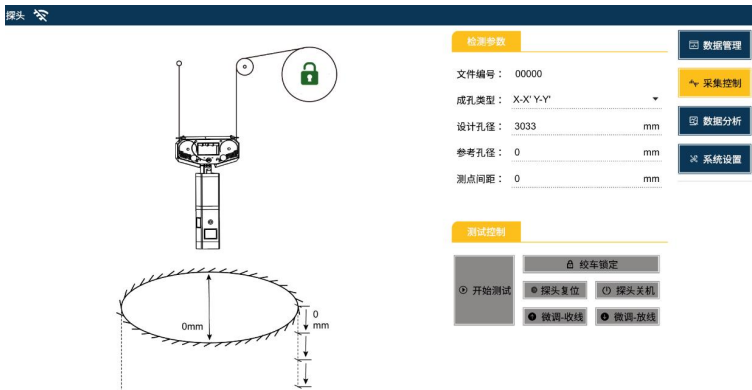 探头
检测参数
文件编号： 00000
成孔类型： X-X' Y-Y'
设计孔径： 3033 mm
参考孔径： 0 mm
测点间距： 0 mm
测试控制
绞车锁定
开始测试
探头复位
探头关机
微调-收线
微调-放线
数据管理
采集控制
数据分析
系统设置
0mm
0
mm